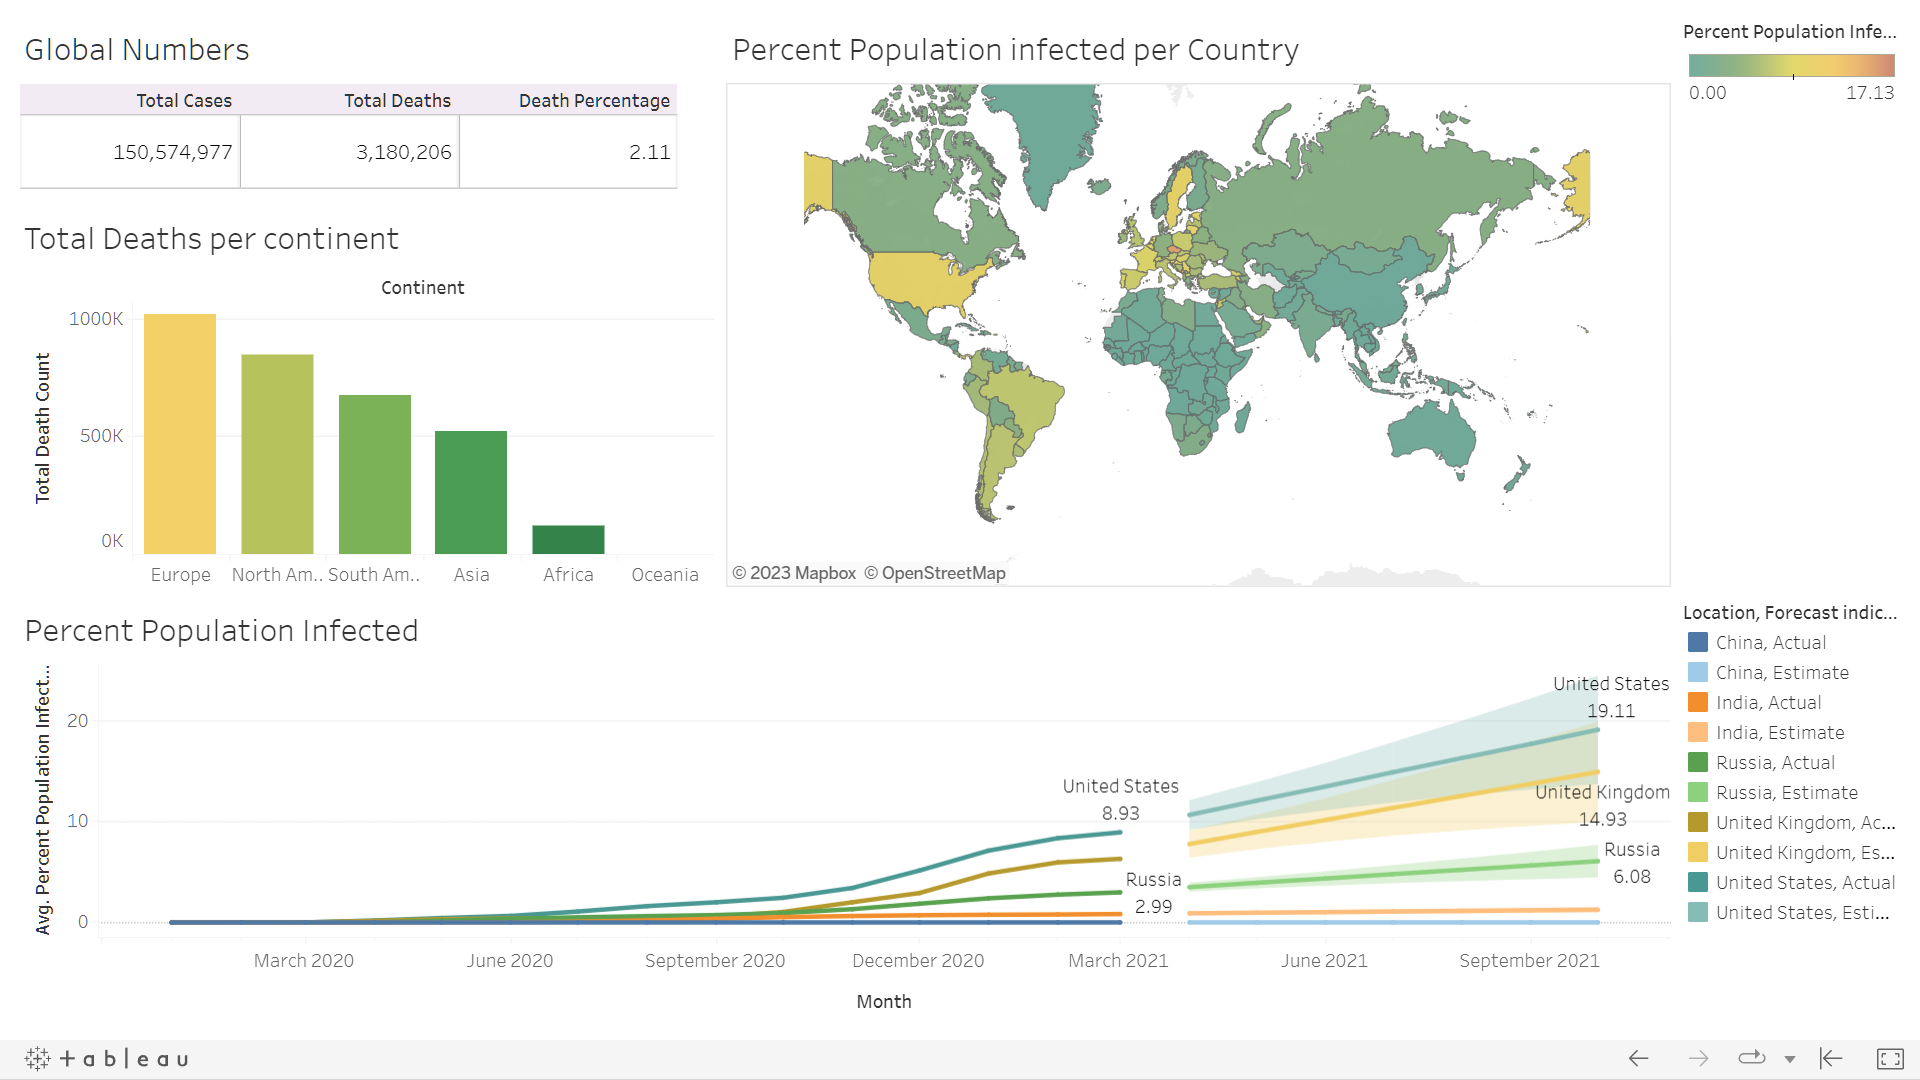 Global Numbers
Total Cases Total Deaths Death Percentage
150,574,977 3,180,206 2.11
Total Deaths per continent
Continent
Total Death Count
1000K
500K
0K
Europe North Am.. South Am.. Asia Africa Oceania
Percent Population infected per Country
© 2023 Mapbox © OpenStreetMap
Percent Population Infe...
0.00 17.13
Percent Population Infected
Avg. Percent Population Infect...
20
10
0
United States
8.93
Russia
2.99
United States
19.11
United Kingdom
14.93
Russia
6.08
March 2020 June 2020 September 2020 December 2020 March 2021 June 2021 September 2021
Month
Location, Forecast indic...
China, Actual
China, Estimate
India, Actual
India, Estimate
Russia, Actual
Russia, Estimate
United Kingdom, Ac...
United Kingdom, Es...
United States, Actual
United States, Esti...
+ a b l e a u